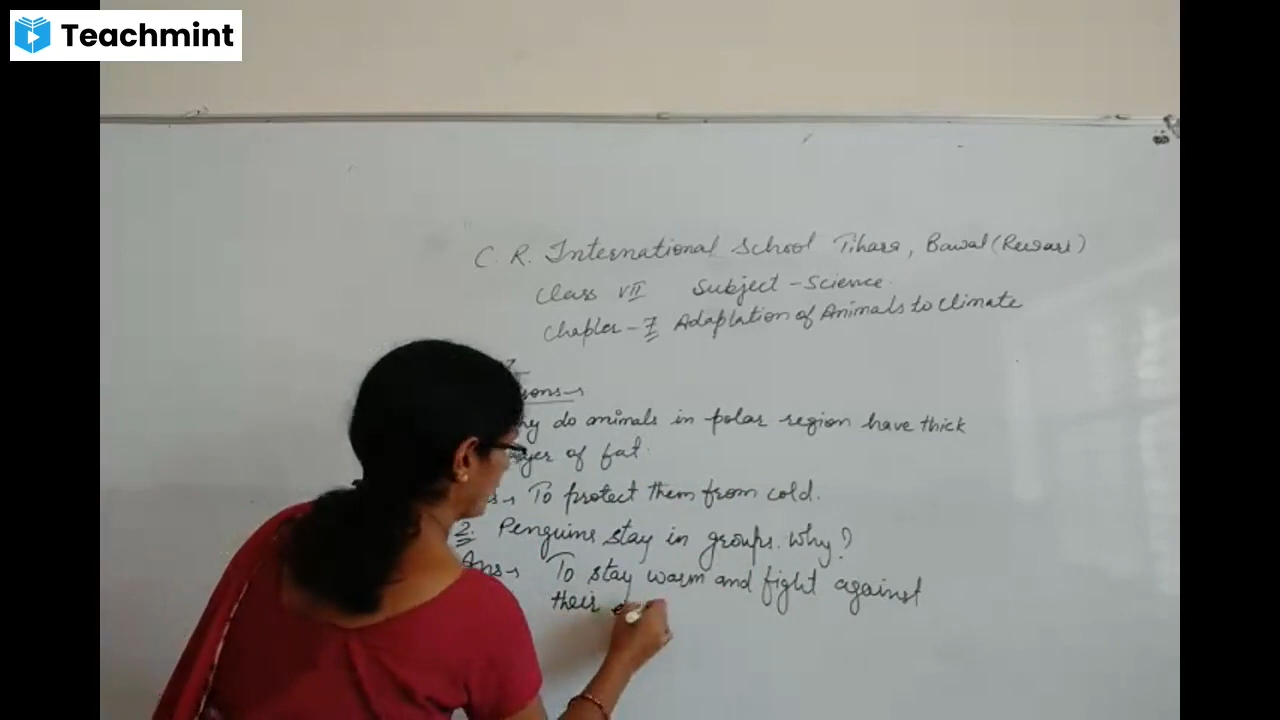 Teachmint
C. R. International School Tihara, Bawal (Rewari)
Class VII Subject - Science
Chapter - 7 Adaptation of Animals to Climate
do animals in polar region have thick
of fat.
To protect them from cold.
2. Penguins stay in groups. Why?
Ans → To stay warm and fight against
their